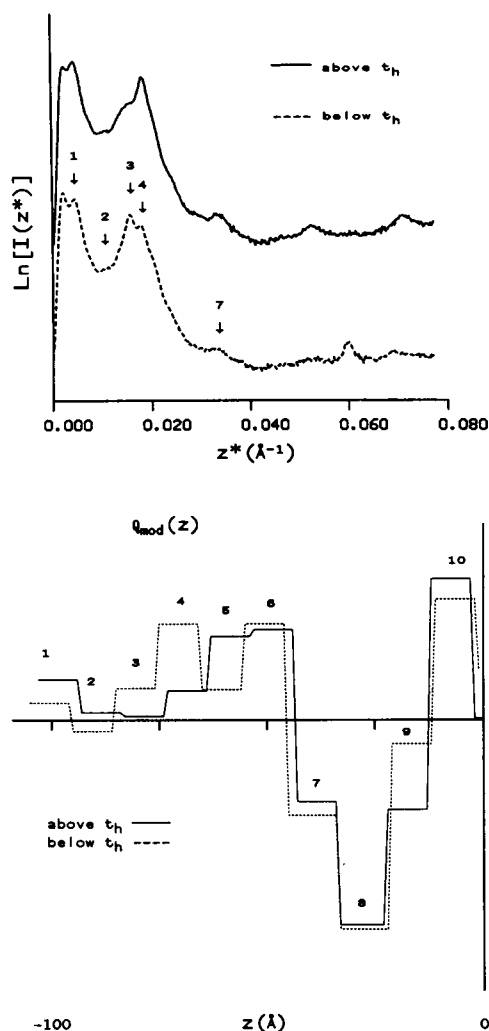 above t_h
below t_h
Ln[I(z*)]
1
2
3
4
7
0.000 0.020 0.040 0.060 0.080
z*(Å⁻¹)
Q_mod(z)
1
2
3
4
5
6
7
8
9
10
above t_h
below t_h
-100 z(Å) 0